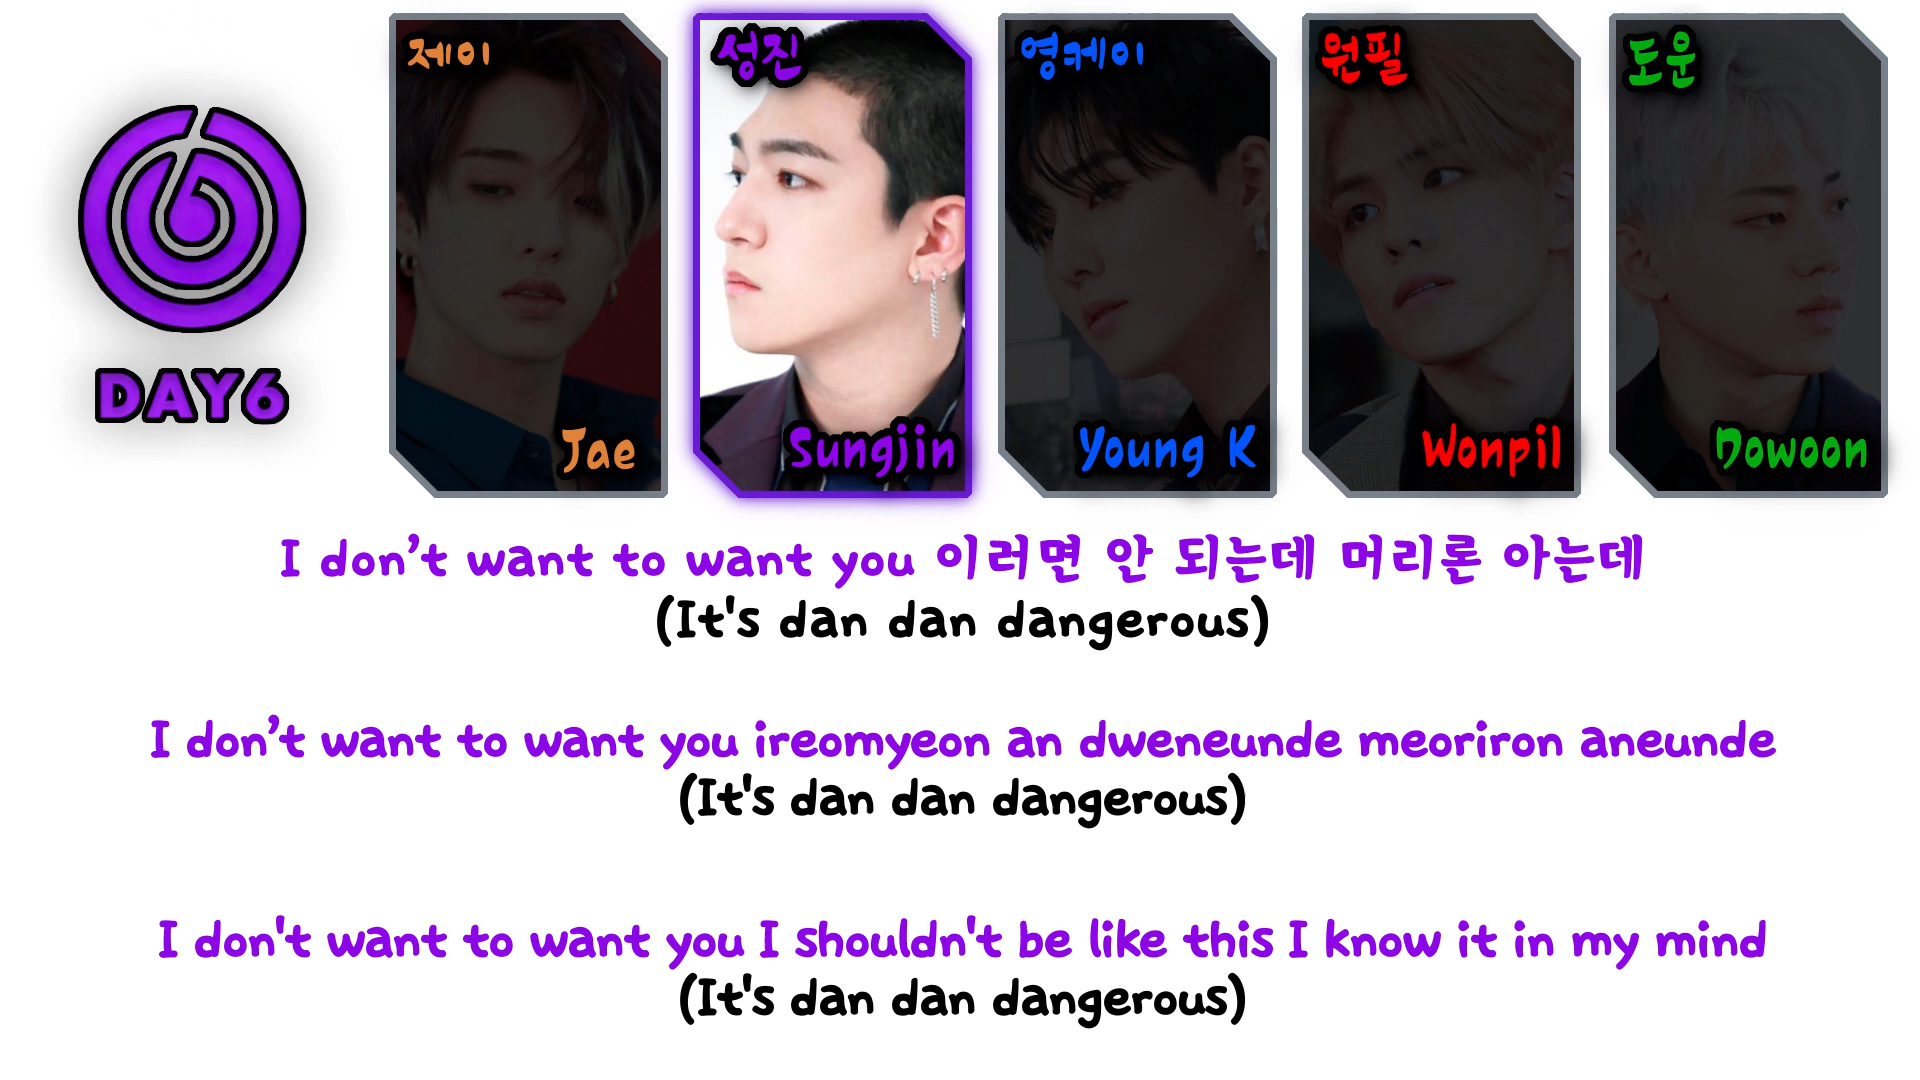 제이
성진
영케이
원필
도운
DAY6
Jae
Sungjin
Young K
Wonpil
Dowoon
I don’t want to want you 이러면 안 되는데 머리론 아는데
(It's dan dan dangerous)
I don’t want to want you ireomyeon an dweneunde meoriron aneunde
(It's dan dan dangerous)
I don't want to want you I shouldn't be like this I know it in my mind
(It's dan dan dangerous)